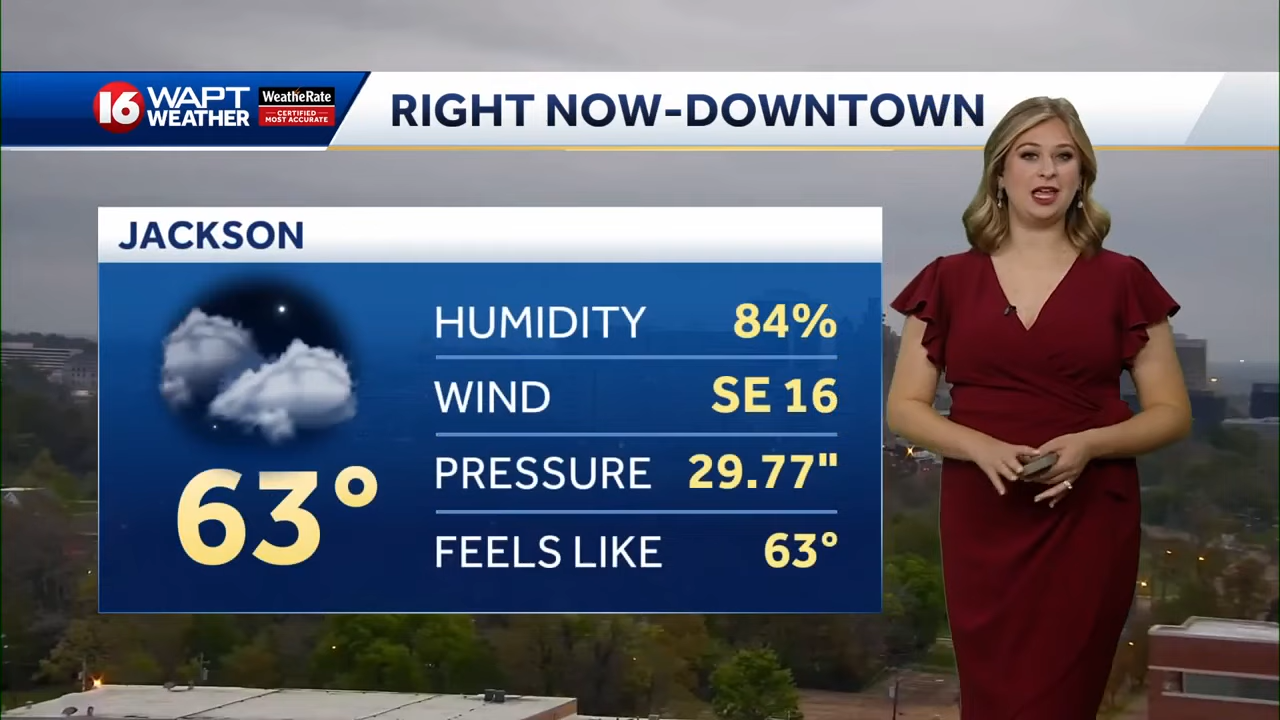 16 WAPT WEATHER
WeatheRate
CERTIFIED
MOST ACCURATE
RIGHT NOW-DOWNTOWN
JACKSON
63°
HUMIDITY 84%
WIND SE 16
PRESSURE 29.77"
FEELS LIKE 63°